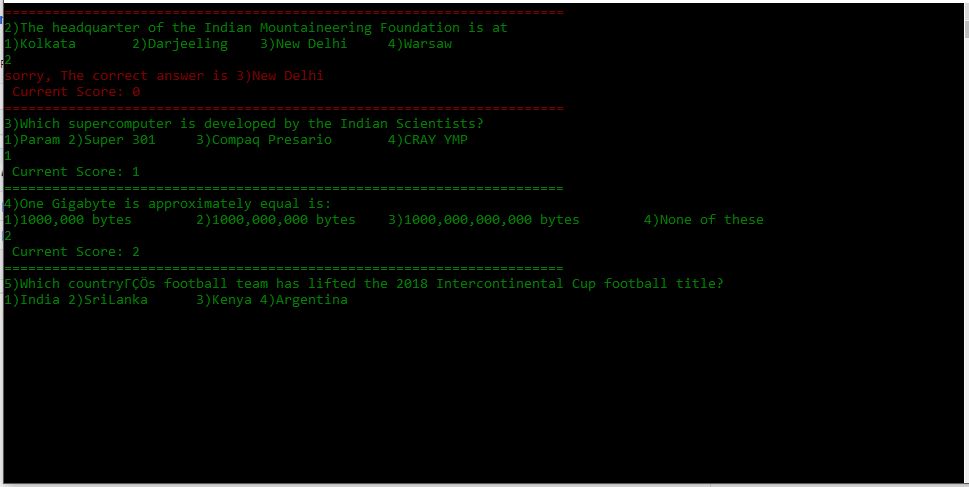 ======================================================================
2)The headquarter of the Indian Mountaineering Foundation is at
1)Kolkata 2)Darjeeling 3)New Delhi 4)Warsaw
2
sorry, The correct answer is 3)New Delhi
Current Score: 0
======================================================================
3)Which supercomputer is developed by the Indian Scientists?
1)Param 2)Super 301 3)Compaq Presario 4)CRAY YMP
1
Current Score: 1
======================================================================
4)One Gigabyte is approximately equal is:
1)1000,000 bytes 2)1000,000,000 bytes 3)1000,000,000,000 bytes 4)None of these
2
Current Score: 2
======================================================================
5)Which countryΓÇÖs football team has lifted the 2018 Intercontinental Cup football title?
1)India 2)SriLanka 3)Kenya 4)Argentina